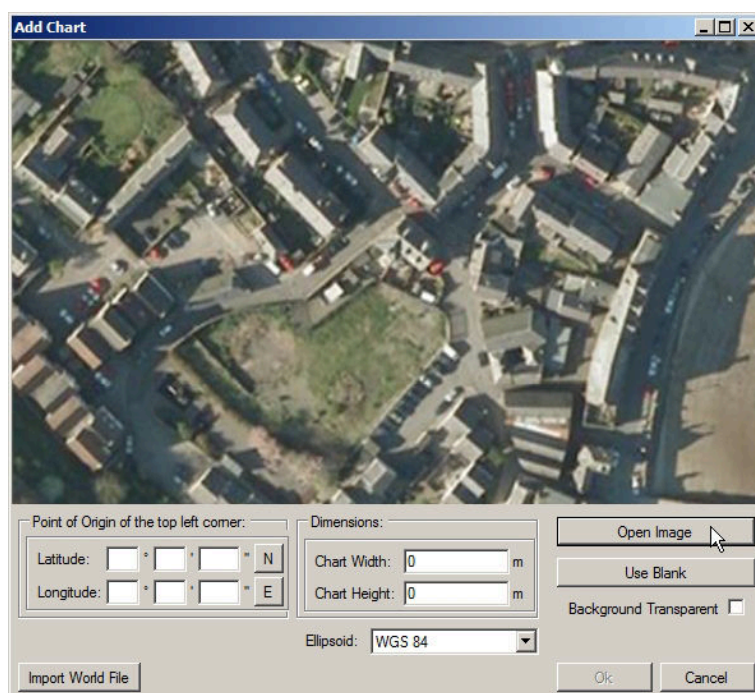 Add Chart
Point of Origin of the top left corner:
Latitude: ° ' " N
Longitude: ° ' " E
Dimensions:
Chart Width: 0 m
Chart Height: 0 m
Ellipsoid: WGS 84
Open Image
Use Blank
Background Transparent
Import World File
Ok
Cancel